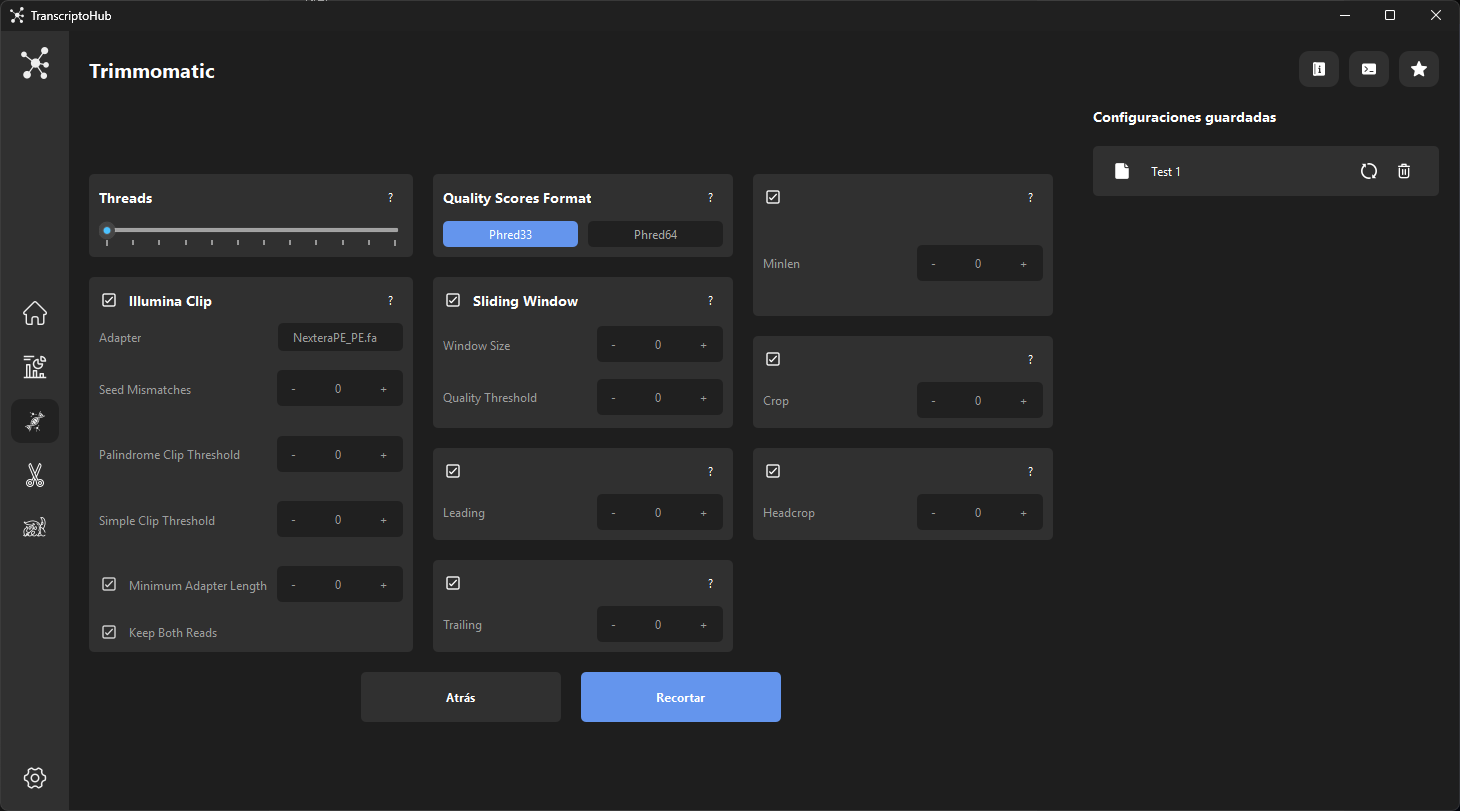 TranscriptoHub
Trimmomatic
Configuraciones guardadas
Test 1
Threads ?
Illumina Clip ?
Adapter NexteraPE_PE.fa
Seed Mismatches - 0 +
Palindrome Clip Threshold - 0 +
Simple Clip Threshold - 0 +
Minimum Adapter Length - 0 +
Keep Both Reads
Quality Scores Format ?
Phred33 Phred64
Sliding Window ?
Window Size - 0 +
Quality Threshold - 0 +
?
Leading - 0 +
?
Trailing - 0 +
?
Minlen - 0 +
?
Crop - 0 +
?
Headcrop - 0 +
Atrás Recortar